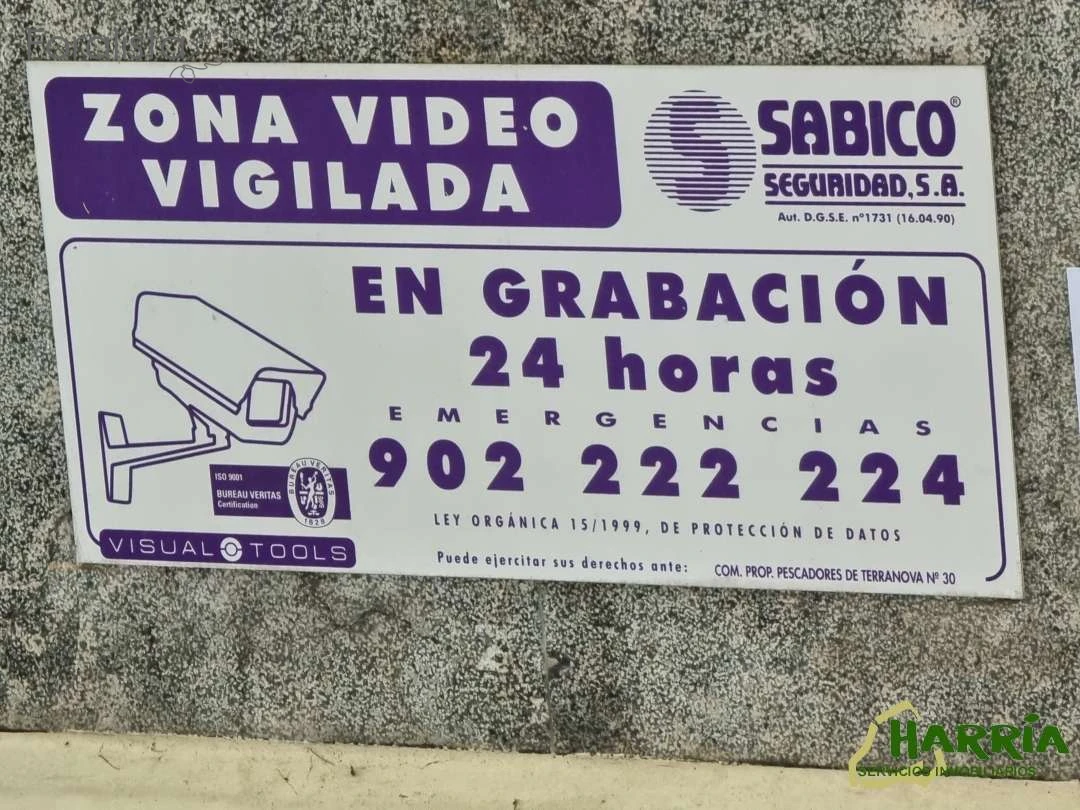 ZONA VIDEO
VIGILADA
SABICO®
SEGURIDAD, S.A.
Aut. D.G.S.E. nº1731 (16.04.90)
EN GRABACIÓN
24 horas
EMERGENCIAS
902 222 224
ISO 9001
BUREAU VERITAS
Certification
BUREAU VERITAS
1828
LEY ORGÁNICA 15/1999, DE PROTECCIÓN DE DATOS
VISUAL TOOLS
Puede ejercitar sus derechos ante: COM. PROP. PESCADORES DE TERRANOVA Nº 30
HARRIA
SERVICIOS INMOBILIARIOS